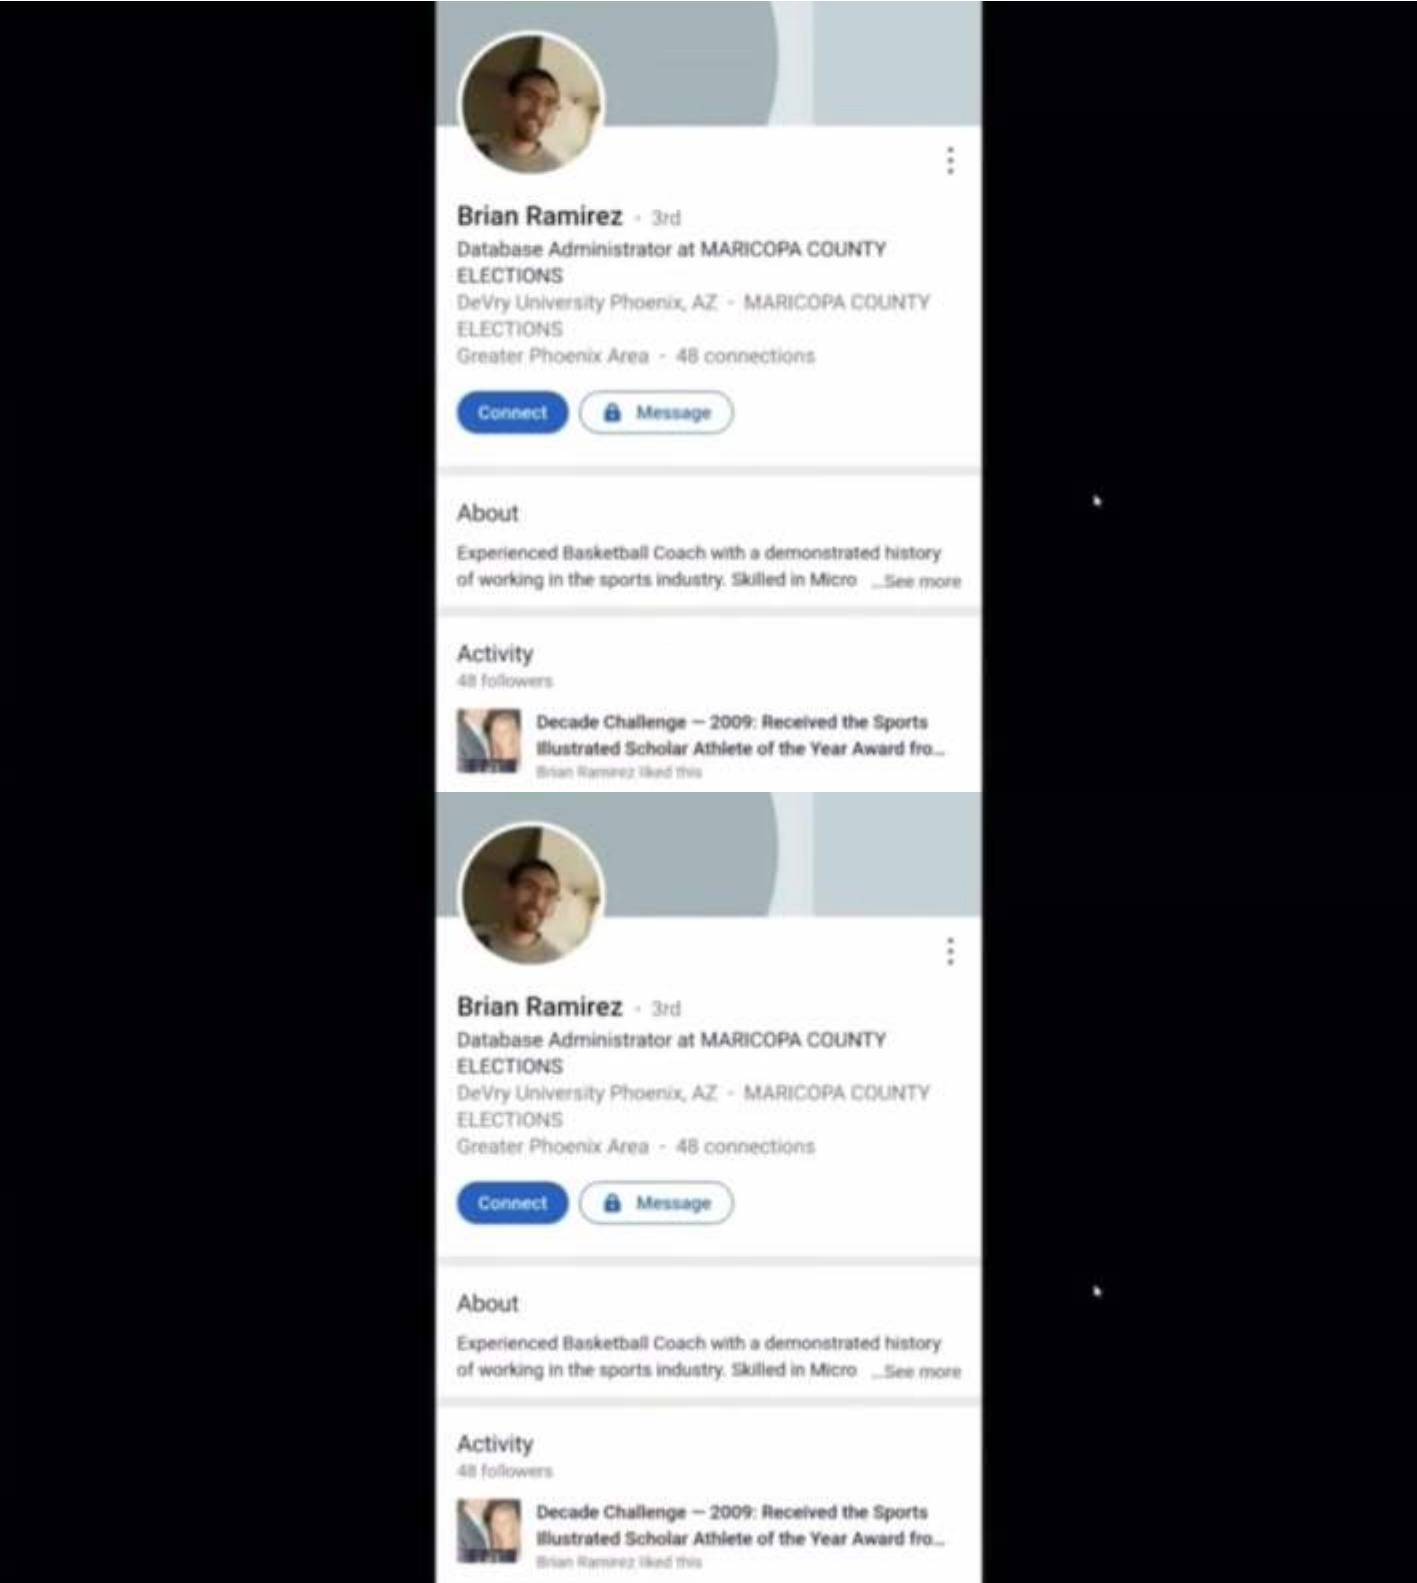 Brian Ramirez · 3rd
Database Administrator at MARICOPA COUNTY
ELECTIONS
DeVry University Phoenix, AZ · MARICOPA COUNTY
ELECTIONS
Greater Phoenix Area · 48 connections
Connect Message
About
Experienced Basketball Coach with a demonstrated history
of working in the sports industry. Skilled in Micro ...See more
Activity
48 followers
Decade Challenge – 2009: Received the Sports
Illustrated Scholar Athlete of the Year Award fro...
Brian Ramirez liked this
Brian Ramirez · 3rd
Database Administrator at MARICOPA COUNTY
ELECTIONS
DeVry University Phoenix, AZ · MARICOPA COUNTY
ELECTIONS
Greater Phoenix Area · 48 connections
Connect Message
About
Experienced Basketball Coach with a demonstrated history
of working in the sports industry. Skilled in Micro ...See more
Activity
48 followers
Decade Challenge – 2009: Received the Sports
Illustrated Scholar Athlete of the Year Award fro...
Brian Ramirez liked this